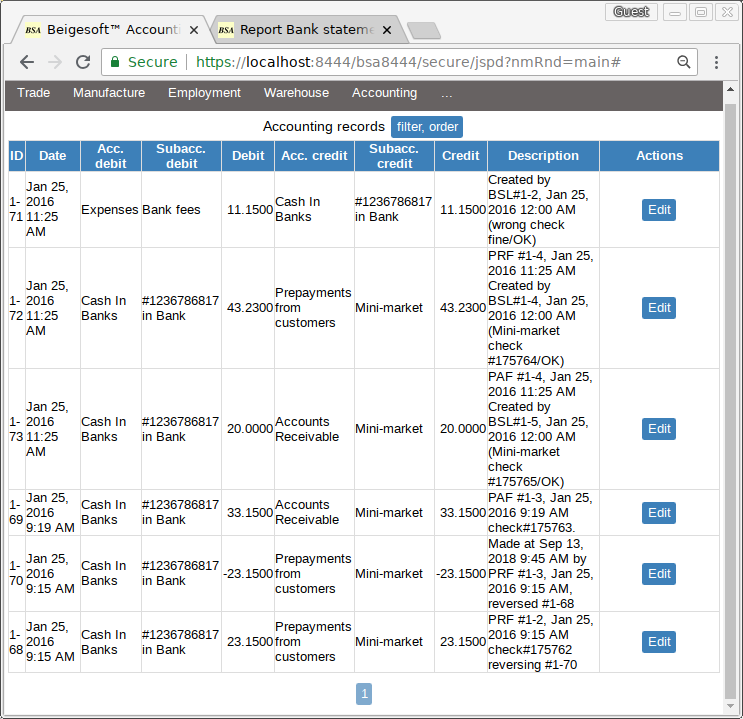 Guest
BSA Beigesoft™ Accounti
BSA Report Bank stateme
Secure https://localhost:8444/bsa8444/secure/jspd?nmRnd=main#
Trade Manufacture Employment Warehouse Accounting ...
Accounting records filter, order
ID Date Acc. debit Subacc. debit Debit Acc. credit Subacc. credit Credit Description Actions
1-71 Jan 25, 2016 11:25 AM Expenses Bank fees 11.1500 Cash In Banks #1236786817 in Bank 11.1500 Created by BSL#1-2, Jan 25, 2016 12:00 AM (wrong check fine/OK) Edit
1-72 Jan 25, 2016 11:25 AM Cash In Banks #1236786817 in Bank 43.2300 Prepayments from customers Mini-market 43.2300 PRF #1-4, Jan 25, 2016 11:25 AM Created by BSL#1-4, Jan 25, 2016 12:00 AM (Mini-market check #175764/OK) Edit
1-73 Jan 25, 2016 11:25 AM Cash In Banks #1236786817 in Bank 20.0000 Accounts Receivable Mini-market 20.0000 PAF #1-4, Jan 25, 2016 11:25 AM Created by BSL#1-5, Jan 25, 2016 12:00 AM (Mini-market check #175765/OK) Edit
1-69 Jan 25, 2016 9:19 AM Cash In Banks #1236786817 in Bank 33.1500 Accounts Receivable Mini-market 33.1500 PAF #1-3, Jan 25, 2016 9:19 AM check#175763. Edit
1-70 Jan 25, 2016 9:15 AM Cash In Banks #1236786817 in Bank -23.1500 Prepayments from customers Mini-market -23.1500 Made at Sep 13, 2018 9:45 AM by PRF #1-3, Jan 25, 2016 9:15 AM, reversed #1-68 Edit
1-68 Jan 25, 2016 9:15 AM Cash In Banks #1236786817 in Bank 23.1500 Prepayments from customers Mini-market 23.1500 PRF #1-2, Jan 25, 2016 9:15 AM check#175762 reversing #1-70 Edit
1